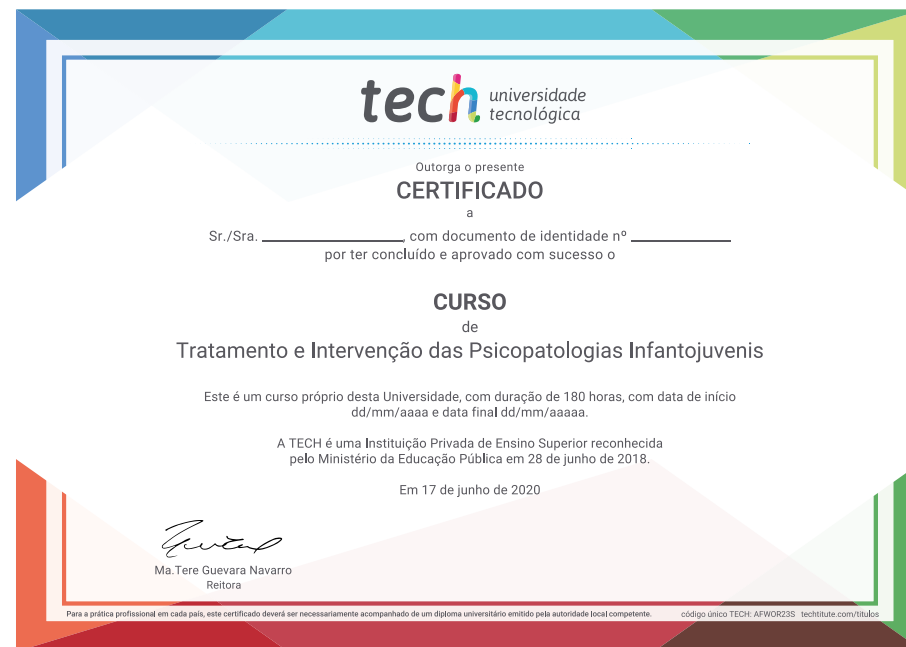 tech universidade
tecnológica
Outorga o presente
CERTIFICADO
a
Sr./Sra. ____________, com documento de identidade nº ____________
por ter concluído e aprovado com sucesso o
CURSO
de
Tratamento e Intervenção das Psicopatologias Infantojuvenis
Este é um curso próprio desta Universidade, com duração de 180 horas, com data de início
dd/mm/aaaa e data final dd/mm/aaaaa.
A TECH é uma Instituição Privada de Ensino Superior reconhecida
pelo Ministério da Educação Pública em 28 de junho de 2018.
Em 17 de junho de 2020
Ma.Tere Guevara Navarro
Reitora
Para a prática profissional em cada país, este certificado deverá ser necessariamente acompanhado de um diploma universitário emitido pela autoridade local competente. código único TECH: AFWOR23S techtitute.com/titulos